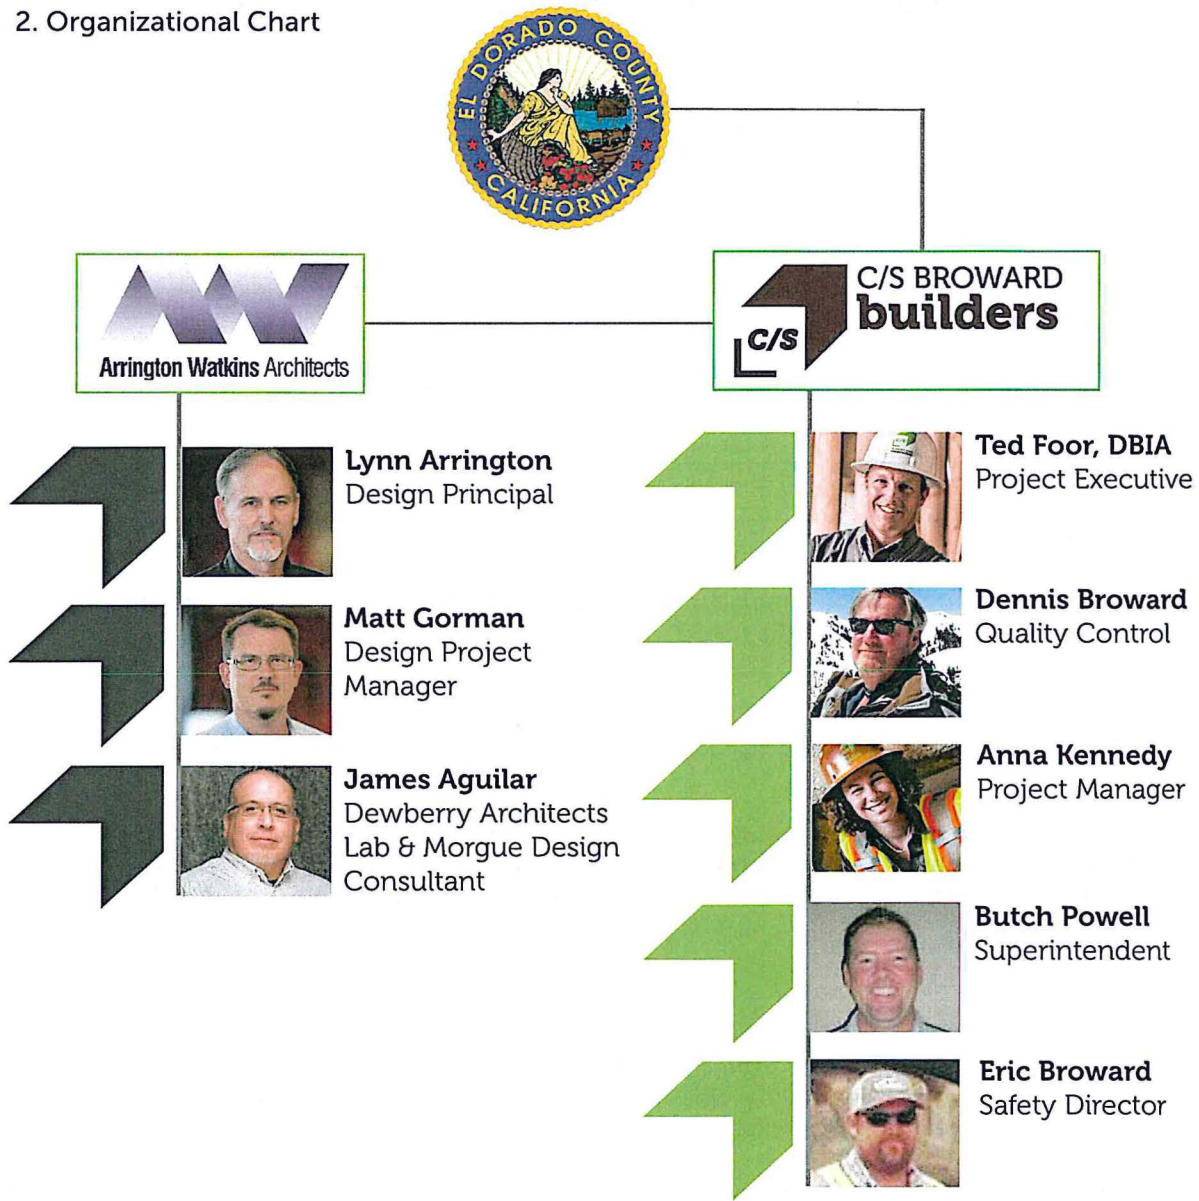 2. Organizational Chart
EL DORADO COUNTY
CALIFORNIA
Arrington Watkins Architects
C/S BROWARD
builders
C/S
Lynn Arrington
Design Principal
Matt Gorman
Design Project
Manager
James Aguilar
Dewberry Architects
Lab & Morgue Design
Consultant
Ted Foor, DBIA
Project Executive
Dennis Broward
Quality Control
Anna Kennedy
Project Manager
Butch Powell
Superintendent
Eric Broward
Safety Director